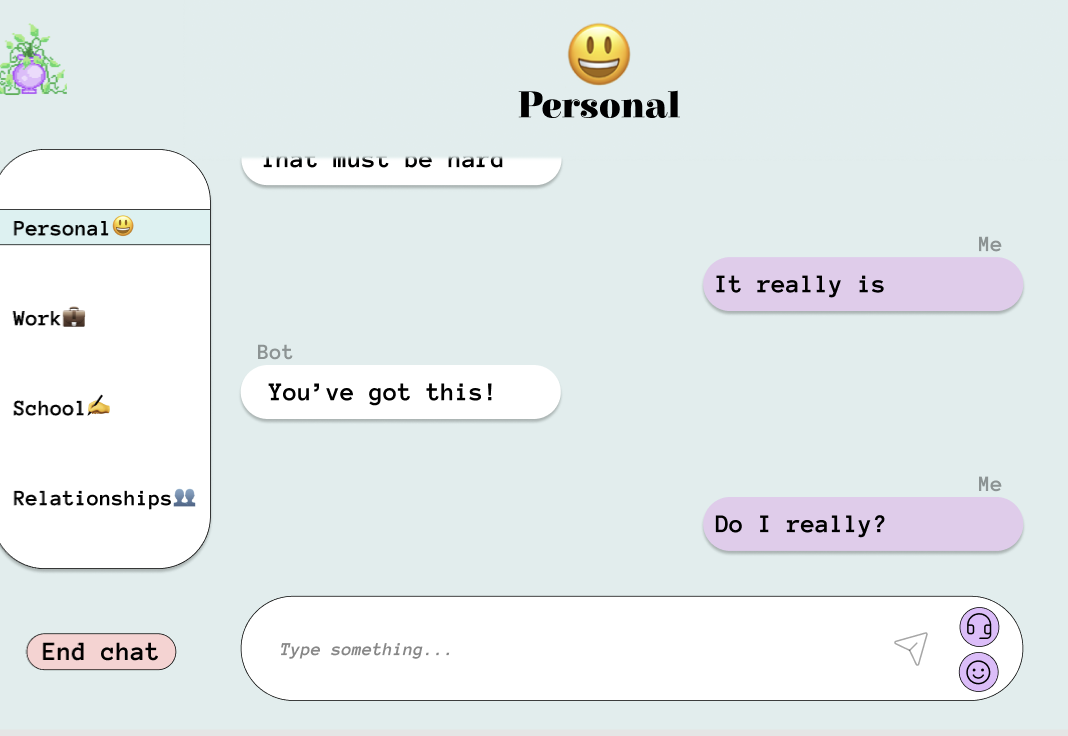 Personal
Personal😃
Work💼
School✍️
Relationships👥
End chat
That must be hard
Me
It really is
Bot
You’ve got this!
Me
Do I really?
Type something...